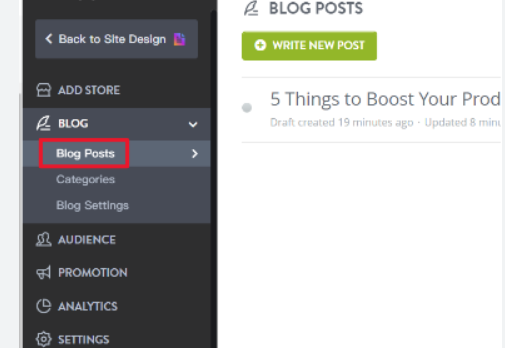 Back to Site Design
ADD STORE
BLOG
Blog Posts
Categories
Blog Settings
AUDIENCE
PROMOTION
ANALYTICS
SETTINGS
BLOG POSTS
WRITE NEW POST
5 Things to Boost Your Prod
Draft created 19 minutes ago · Updated 8 minu